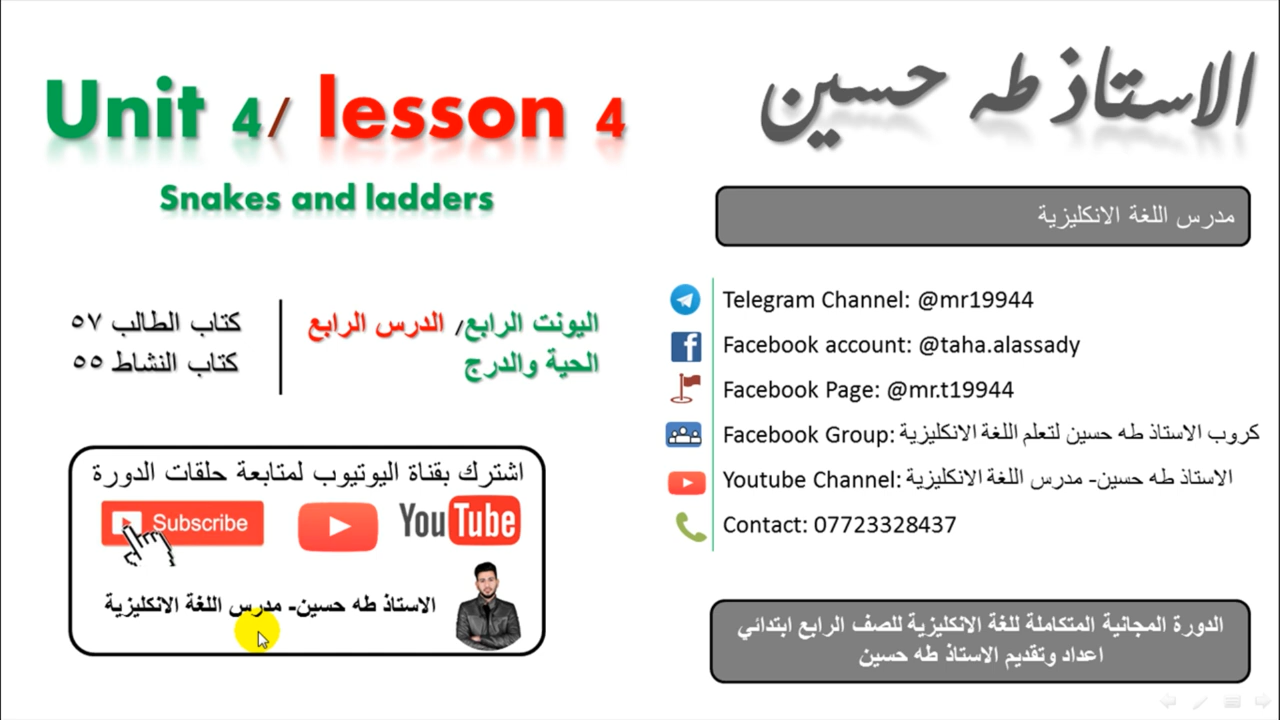 Unit 4/ lesson 4
Snakes and ladders
اليونت الرابع/ الدرس الرابع
الحية والدرج
كتاب الطالب ٥٧
كتاب النشاط ٥٥
اشترك بقناة اليوتيوب لمتابعة حلقات الدورة
Subscribe
YouTube
الاستاذ طه حسين- مدرس اللغة الانكليزية
الاستاذ طه حسين
مدرس اللغة الانكليزية
Telegram Channel: @mr19944
Facebook account: @taha.alassady
Facebook Page: @mr.t19944
Facebook Group: كروب الاستاذ طه حسين لتعلم اللغة الانكليزية
Youtube Channel: الاستاذ طه حسين- مدرس اللغة الانكليزية
Contact: 07723328437
الدورة المجانية المتكاملة للغة الانكليزية للصف الرابع ابتدائي
اعداد وتقديم الاستاذ طه حسين